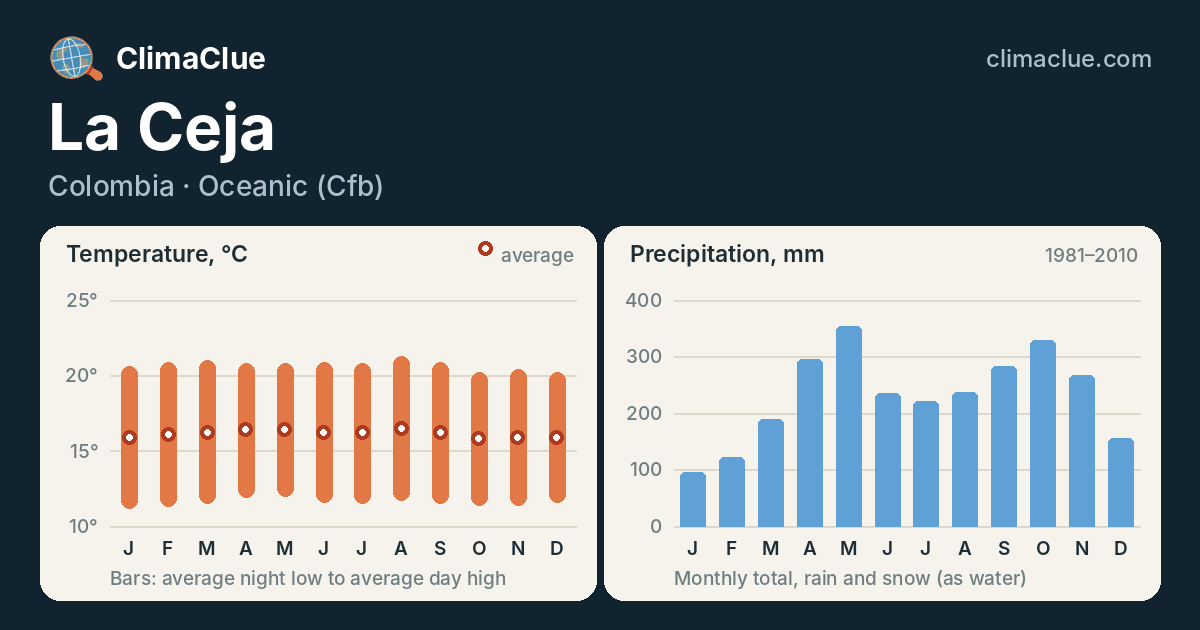 ClimaClue
climaclue.com
La Ceja
Colombia · Oceanic (Cfb)
Temperature, °C
average
25°
20°
15°
10°
J F M A M J J A S O N D
Bars: average night low to average day high
Precipitation, mm
1981–2010
400
300
200
100
0
J F M A M J J A S O N D
Monthly total, rain and snow (as water)